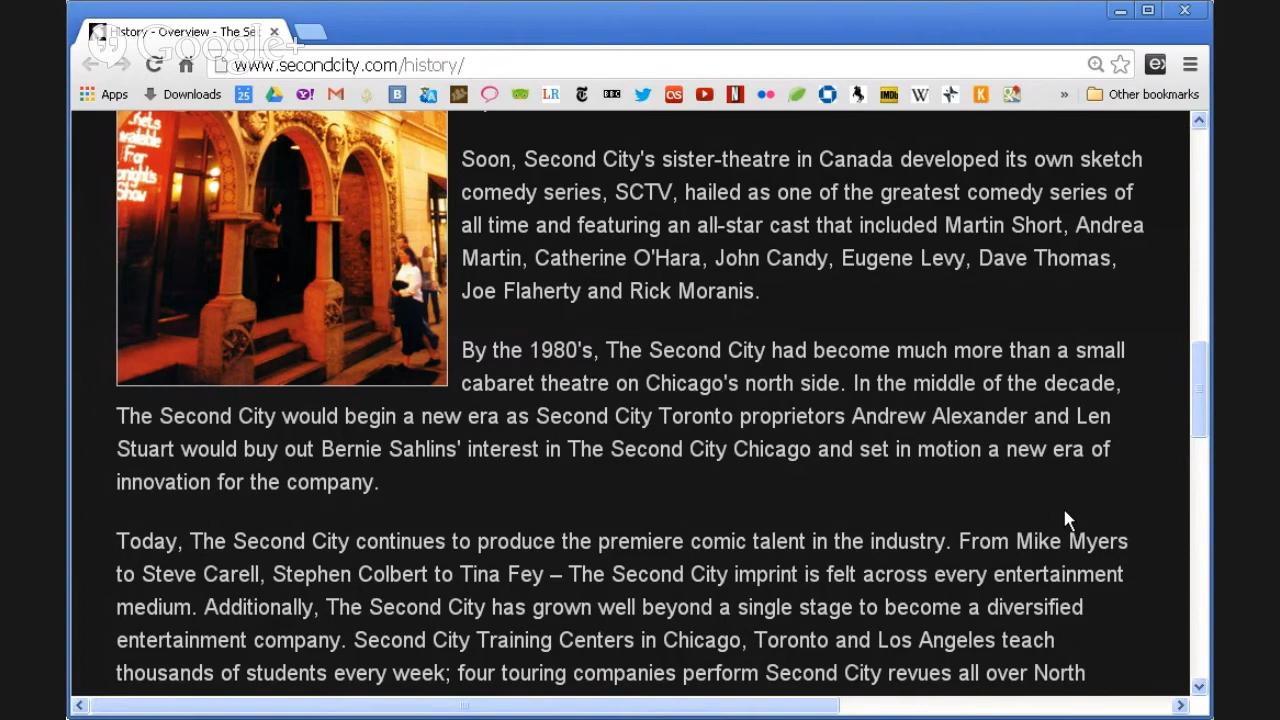 History - Overview - The Sec
Google+
www.secondcity.com/history/
Apps
Downloads
25
B
LR
BBC
IMDb
W
K
» Other bookmarks
Soon, Second City's sister-theatre in Canada developed its own sketch
comedy series, SCTV, hailed as one of the greatest comedy series of
all time and featuring an all-star cast that included Martin Short, Andrea
Martin, Catherine O'Hara, John Candy, Eugene Levy, Dave Thomas,
Joe Flaherty and Rick Moranis.
By the 1980's, The Second City had become much more than a small
cabaret theatre on Chicago's north side. In the middle of the decade,
The Second City would begin a new era as Second City Toronto proprietors Andrew Alexander and Len
Stuart would buy out Bernie Sahlins' interest in The Second City Chicago and set in motion a new era of
innovation for the company.
Today, The Second City continues to produce the premiere comic talent in the industry. From Mike Myers
to Steve Carell, Stephen Colbert to Tina Fey – The Second City imprint is felt across every entertainment
medium. Additionally, The Second City has grown well beyond a single stage to become a diversified
entertainment company. Second City Training Centers in Chicago, Toronto and Los Angeles teach
thousands of students every week; four touring companies perform Second City revues all over North
available
For
Tonight's
Show